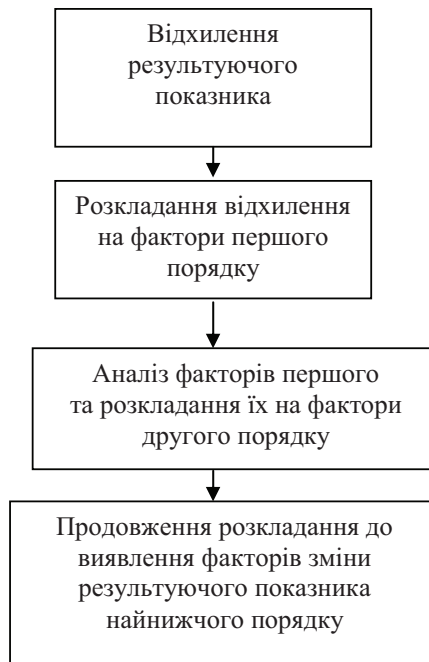 Відхилення
результуючого
показника
Розкладання відхилення
на фактори першого
порядку
Аналіз факторів першого
та розкладання їх на фактори
другого порядку
Продовження розкладання до
виявлення факторів зміни
результуючого показника
найнижчого порядку